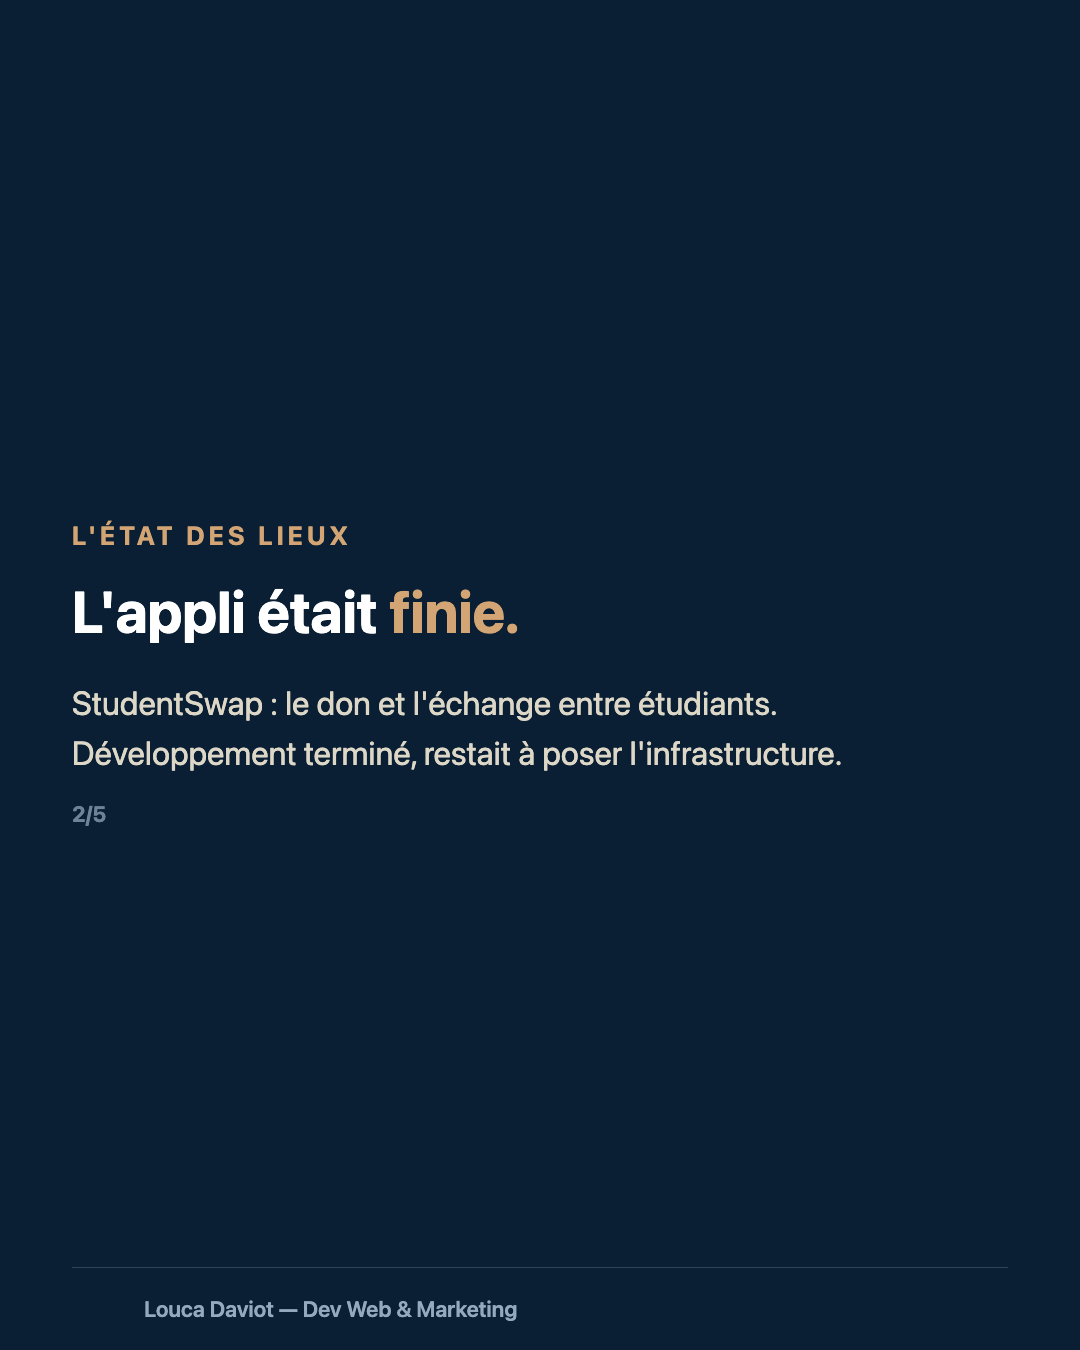 L'ÉTAT DES LIEUX
L'appli était finie.
StudentSwap : le don et l'échange entre étudiants.
Développement terminé, restait à poser l'infrastructure.
2/5
Louca Daviot — Dev Web & Marketing